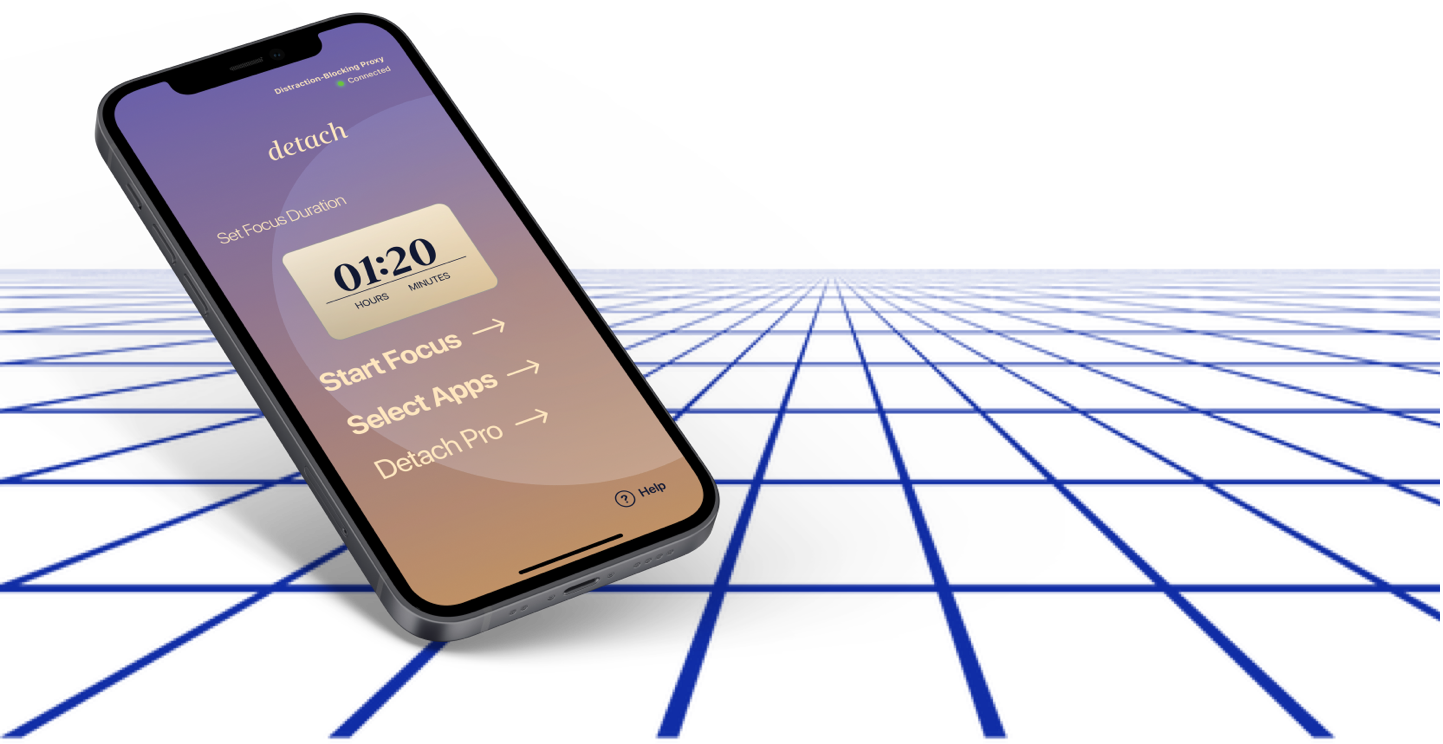 Distraction-Blocking Proxy
Connected
detach
Set Focus Duration
01:20
HOURS MINUTES
Start Focus →
Select Apps →
Detach Pro →
? Help